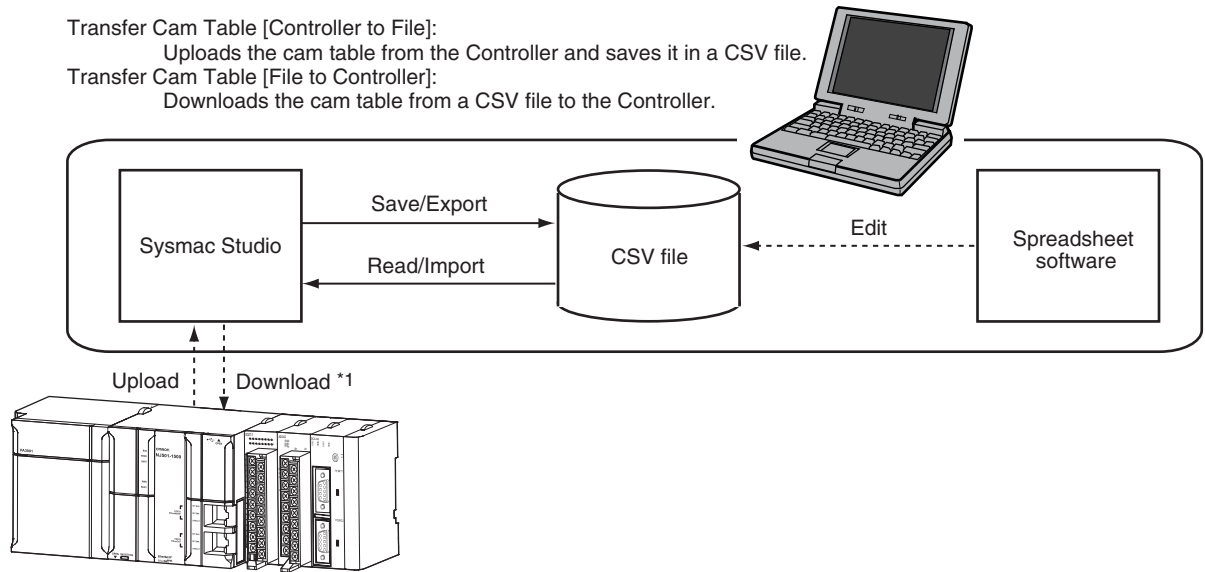 Transfer Cam Table [Controller to File]:
Uploads the cam table from the Controller and saves it in a CSV file.
Transfer Cam Table [File to Controller]:
Downloads the cam table from a CSV file to the Controller.
Save/Export
Edit
Sysmac Studio
CSV file
Spreadsheet
software
Read/Import
Upload
Download *1
NJ501-1500